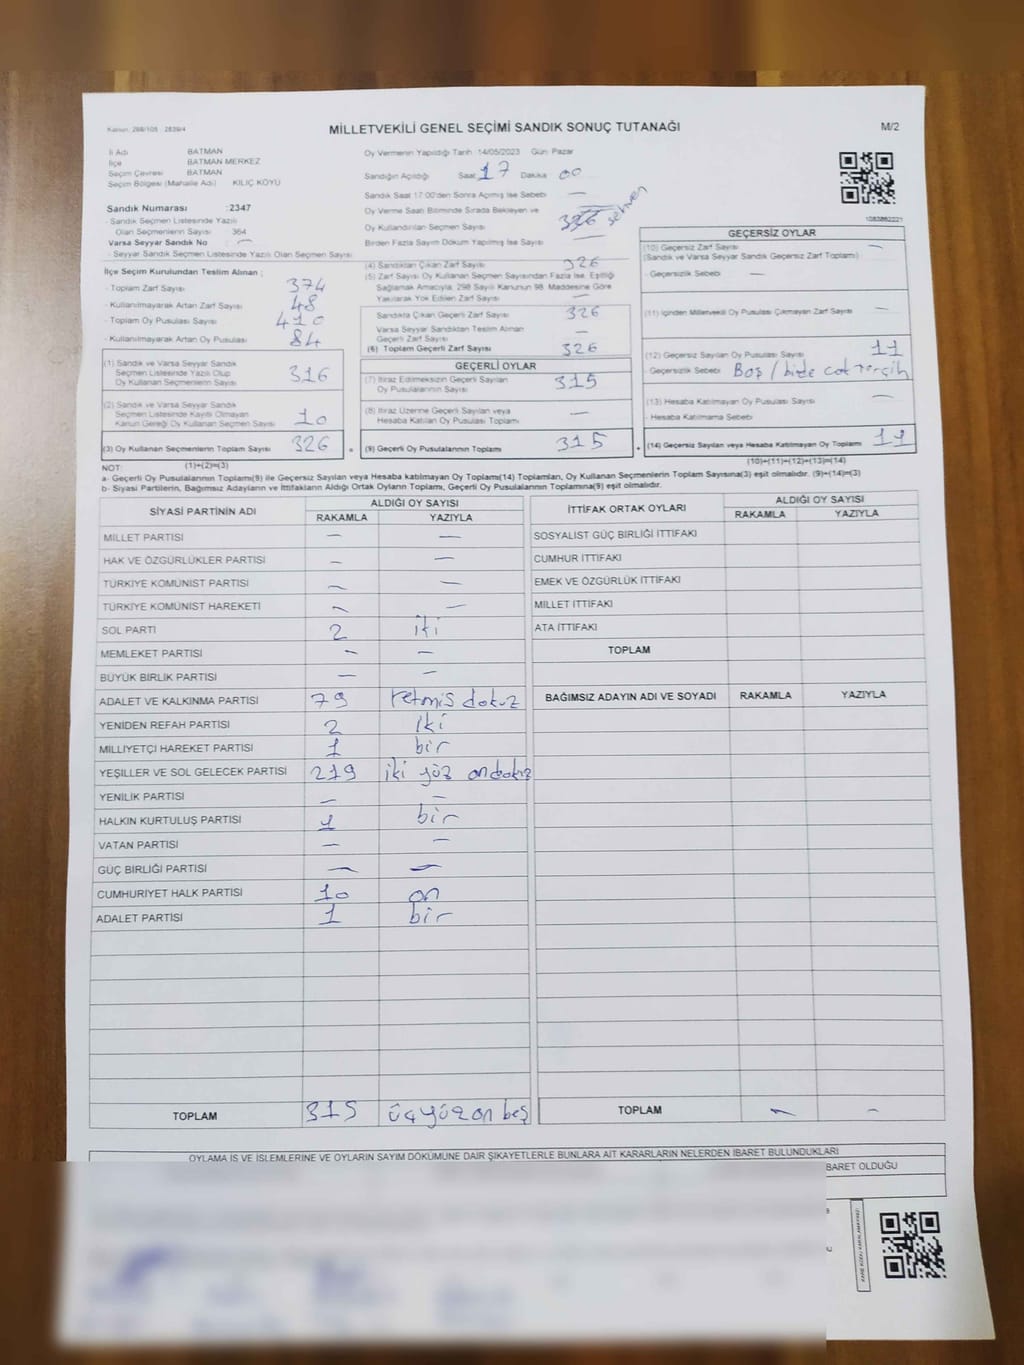 Kanun: 298/105 - 2839/4
MİLLETVEKİLİ GENEL SEÇİMİ SANDIK SONUÇ TUTANAĞI
M/2
İl Adı BATMAN
İlçe BATMAN MERKEZ
Seçim Çevresi BATMAN
Seçim Bölgesi (Mahalle Adı) KILIÇ KÖYÜ
Sandık Numarası :2347
- Sandık Seçmen Listesinde Yazılı
Olan Seçmenlerin Sayısı 364
Varsa Seyyar Sandık No : —
- Seyyar Sandık Seçmen Listesinde Yazılı Olan Seçmen Sayısı
İlçe Seçim Kurulundan Teslim Alınan ;
- Toplam Zarf Sayısı 374
- Kullanılmayarak Artan Zarf Sayısı 48
- Toplam Oy Pusulası Sayısı 410
- Kullanılmayarak Artan Oy Pusulası 84
(1) Sandık ve Varsa Seyyar Sandık
Seçmen Listesinde Yazılı Olup
Oy Kullanan Seçmenlerin Sayısı 316
(2) Sandık ve Varsa Seyyar Sandık
Seçmen Listesinde Kayıtlı Olmayan
Kanun Gereği Oy Kullanan Seçmen Sayısı 10
(3) Oy Kullanan Seçmenlerin Toplam Sayısı 326 =
Oy Vermenin Yapıldığı Tarih :14/05/2023 Gün: Pazar
Sandığın Açıldığı Saat 17 Dakika 00
Sandık Saat 17:00'den Sonra Açılmış İse Sebebi —
Oy Verme Saati Bitiminde Sırada Bekleyen ve
Oy Kullandırılan Seçmen Sayısı 326 sehven
Birden Fazla Sayım Döküm Yapılmış İse Sayısı —
(4) Sandıktan Çıkan Zarf Sayısı 326
(5) Zarf Sayısı Oy Kullanan Seçmen Sayısından Fazla İse, Eşitliği
Sağlamak Amacıyla, 298 Sayılı Kanunun 98. Maddesine Göre
Yakılarak Yok Edilen Zarf Sayısı —
Sandıkta Çıkan Geçerli Zarf Sayısı 326
Varsa Seyyar Sandıktan Teslim Alınan
Geçerli Zarf Sayısı —
(6) Toplam Geçerli Zarf Sayısı 326
GEÇERLİ OYLAR
(7) İtiraz Edilmeksizin Geçerli Sayılan
Oy Pusulalarının Sayısı 315
(8) İtiraz Üzerine Geçerli Sayılan veya
Hesaba Katılan Oy Pusulası Toplamı —
(9) Geçerli Oy Pusulalarının Toplamı 315 +
1083862221
GEÇERSİZ OYLAR
(10) Geçersiz Zarf Sayısı —
(Sandık ve Varsa Seyyar Sandık Geçersiz Zarf Toplamı)
- Geçersizlik Sebebi —
(11) İçinden Milletvekili Oy Pusulası Çıkmayan Zarf Sayısı —
(12) Geçersiz Sayılan Oy Pusulası Sayısı 11
- Geçersizlik Sebebi Boş / birde cok tercih
(13) Hesaba Katılmayan Oy Pusulası Sayısı —
Hesaba Katılmama Sebebi
(14) Geçersiz Sayılan veya Hesaba Katılmayan Oy Toplamı 11
NOT: (1)+(2)=(3)
(10)+(11)+(12)+(13)=(14)
a- Geçerli Oy Pusulalarının Toplamı(9) ile Geçersiz Sayılan veya Hesaba katılmayan Oy Toplamı(14) Toplamları, Oy Kullanan Seçmenlerin Toplam Sayısına(3) eşit olmalıdır. (9)+(14)=(3)
b- Siyasi Partilerin, Bağımsız Adayların ve İttifakların Aldığı Ortak Oyların Toplamı, Geçerli Oy Pusulalarının Toplamına(9) eşit olmalıdır.
SİYASİ PARTİNİN ADI ALDIĞI OY SAYISI
RAKAMLA YAZIYLA
MİLLET PARTİSİ — —
HAK VE ÖZGÜRLÜKLER PARTİSİ — —
TÜRKİYE KOMÜNİST PARTİSİ — —
TÜRKİYE KOMÜNİST HAREKETİ — —
SOL PARTİ 2 iki
MEMLEKET PARTİSİ — —
BÜYÜK BİRLİK PARTİSİ — —
ADALET VE KALKINMA PARTİSİ 79 yetmis dokuz
YENİDEN REFAH PARTİSİ 2 iki
MİLLİYETÇİ HAREKET PARTİSİ 1 bir
YEŞİLLER VE SOL GELECEK PARTİSİ 219 iki yüz ondokuz
YENİLİK PARTİSİ — —
HALKIN KURTULUŞ PARTİSİ 1 bir
VATAN PARTİSİ — —
GÜÇ BİRLİĞİ PARTİSİ — —
CUMHURİYET HALK PARTİSİ 10 on
ADALET PARTİSİ 1 bir
TOPLAM 315 üçyüz on beş
İTTİFAK ORTAK OYLARI ALDIĞI OY SAYISI
RAKAMLA YAZIYLA
SOSYALİST GÜÇ BİRLİĞİ İTTİFAKI
CUMHUR İTTİFAKI
EMEK VE ÖZGÜRLÜK İTTİFAKI
MİLLET İTTİFAKI
ATA İTTİFAKI
TOPLAM
BAĞIMSIZ ADAYIN ADI VE SOYADI RAKAMLA YAZIYLA
TOPLAM — —
OYLAMA İŞ VE İŞLEMLERİNE VE OYLARIN SAYIM DÖKÜMÜNE DAİR ŞİKAYETLERLE BUNLARA AİT KARARLARIN NELERDEN İBARET BULUNDUKLARI
BARET OLDUĞU